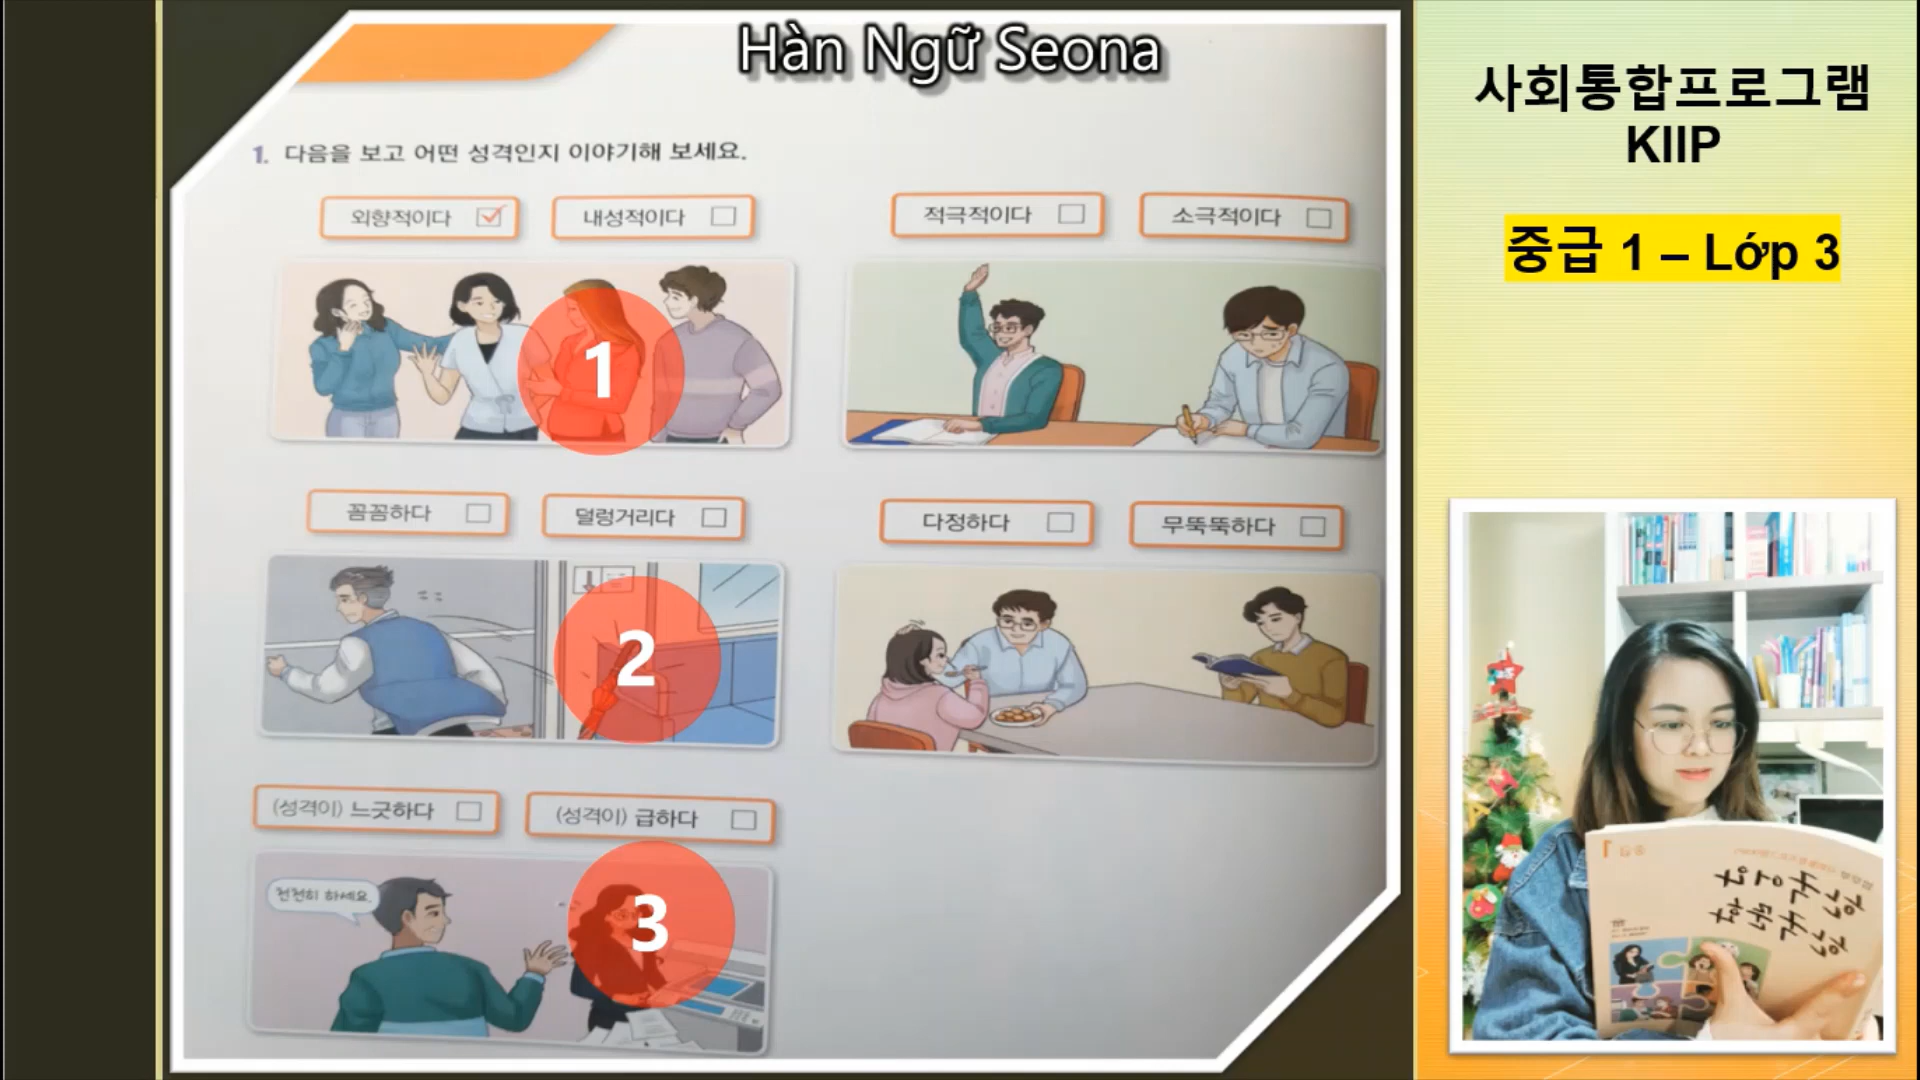 Hàn Ngữ Seona
1. 다음을 보고 어떤 성격인지 이야기해 보세요.
외향적이다
내성적이다
적극적이다
소극적이다
1
꼼꼼하다
덜렁거리다
다정하다
무뚝뚝하다
2
(성격이) 느긋하다
(성격이) 급하다
천천히 하세요.
3
사회통합프로그램
KIIP
중급 1 – Lớp 3